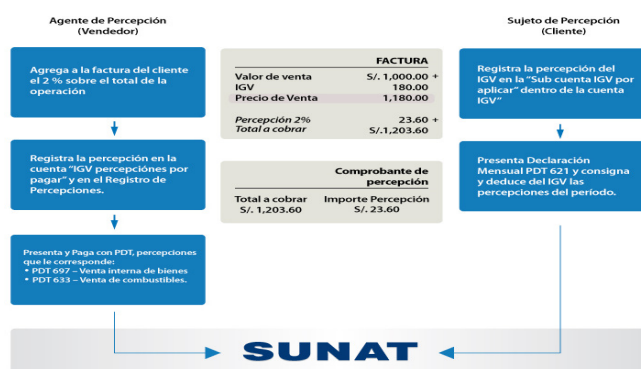 Agente de Percepción
(Vendedor)
Agrega a la factura del cliente
el 2 % sobre el total de la
operación
Registra la percepción en la
cuenta "IGV percepciónes por
pagar" y en el Registro de
Percepciones.
Presenta y Paga con PDT, percepciones
que le corresponde:
• PDT 697 – Venta interna de bienes
• PDT 633 – Venta de combustibles.
FACTURA
Valor de venta S/. 1,000.00 +
IGV 180.00
Precio de Venta 1,180.00
Percepción 2% 23.60 +
Total a cobrar S/.1,203.60
Comprobante de
percepción
Total a cobrar Importe Percepción
S/. 1,203.60 S/. 23.60
Sujeto de Percepción
(Cliente)
Registra la percepción del
IGV en la "Sub cuenta IGV por
aplicar" dentro de la cuenta
IGV"
Presenta Declaración
Mensual PDT 621 y consigna
y deduce del IGV las
percepciones del período.
SUNAT